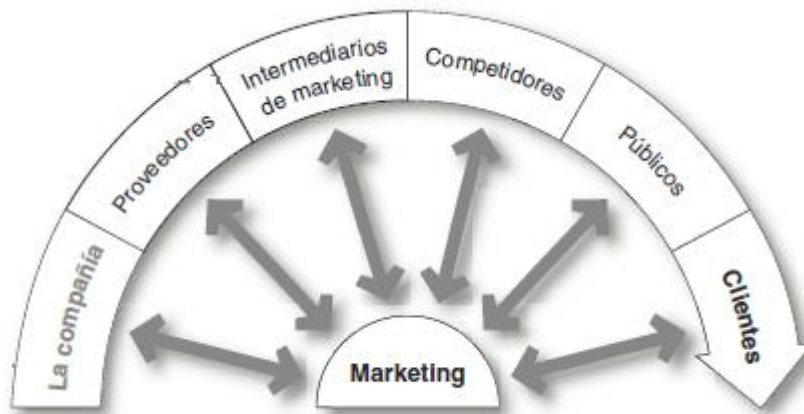 La compañía
Proveedores
Intermediarios
de marketing
Competidores
Públicos
Clientes
Marketing